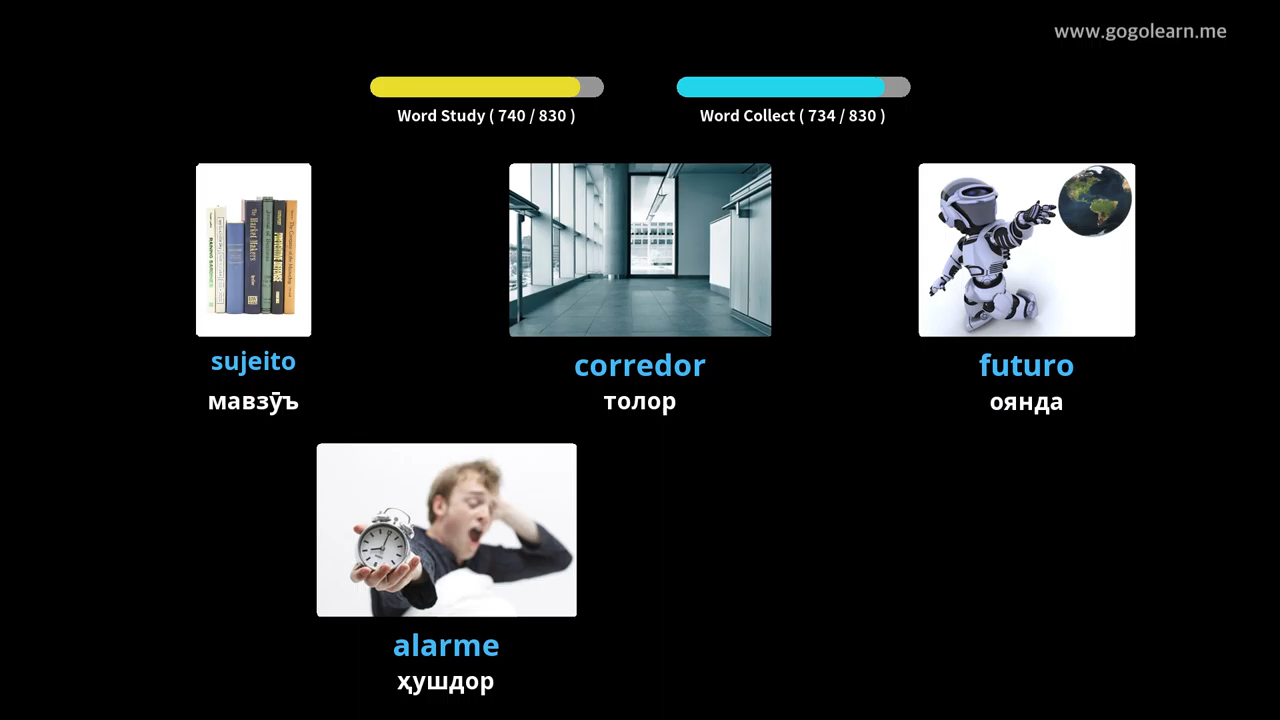 www.gogolearn.me
Word Study ( 740 / 830 )
Word Collect ( 734 / 830 )
sujeito
мавзӯъ
corredor
толор
futuro
оянда
alarme
ҳушдор